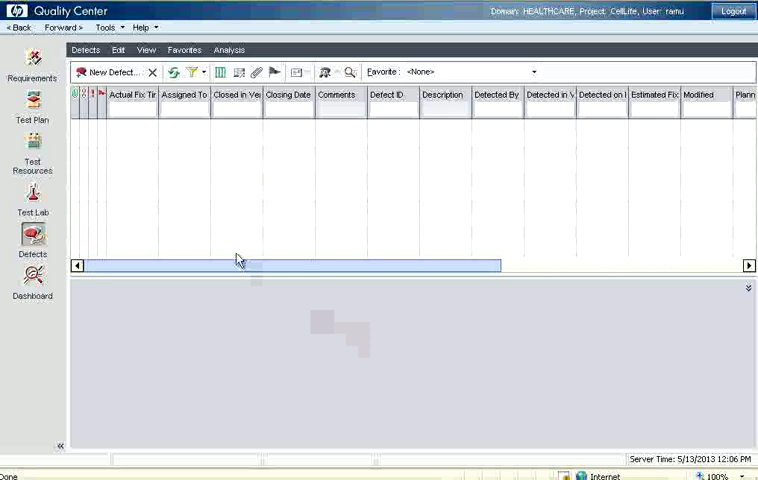 hp Quality Center
Domain: HEALTHCARE, Project: CellLife, User: ramu
Logout
< Back Forward > Tools Help
Defects Edit View Favorites Analysis
New Defect...
Favorite: <None>
Requirements
Test Plan
Test
Resources
Test Lab
Defects
Dashboard
Actual Fix Tir Assigned To Closed in Ver Closing Date Comments Defect ID Description Detected By Detected in V Detected on Estimated Fix Modified Plann
Server Time: 5/13/2013 12:06 PM
Done
Internet
100%